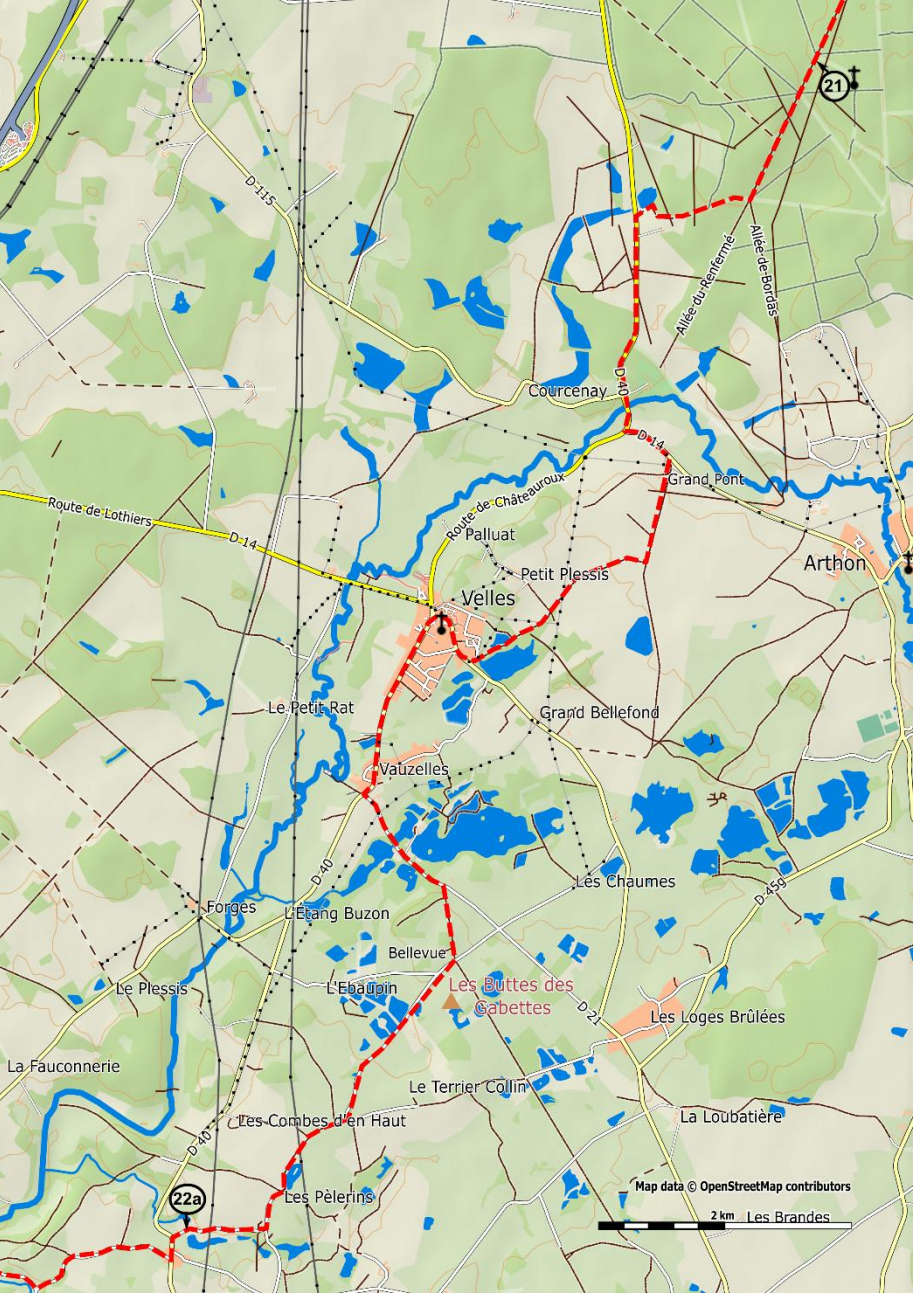 21
D 115
Allée-du-Renfermé
Allée-de-Bordas
Courcenay
D 40
D 14
Grand Pont
Route de Lothiers
D 14
Route-de-Châteauroux
Palluat
Arthon
Petit Plessis
Velles
Le Petit Rat
Grand Bellefond
Vauzelles
D-40
Les Chaumes
D-45g
Forges
L'Etang Buzon
Bellevue
Le Plessis
L'Ebaupin
Les Buttes des
Gabettes
D 21
Les Loges Brûlées
La Fauconnerie
Le Terrier Collin
Les Combes d'en Haut
La Loubatière
D-40
22a
Les Pèlerins
Map data © OpenStreetMap contributors
2 km
Les Brandes